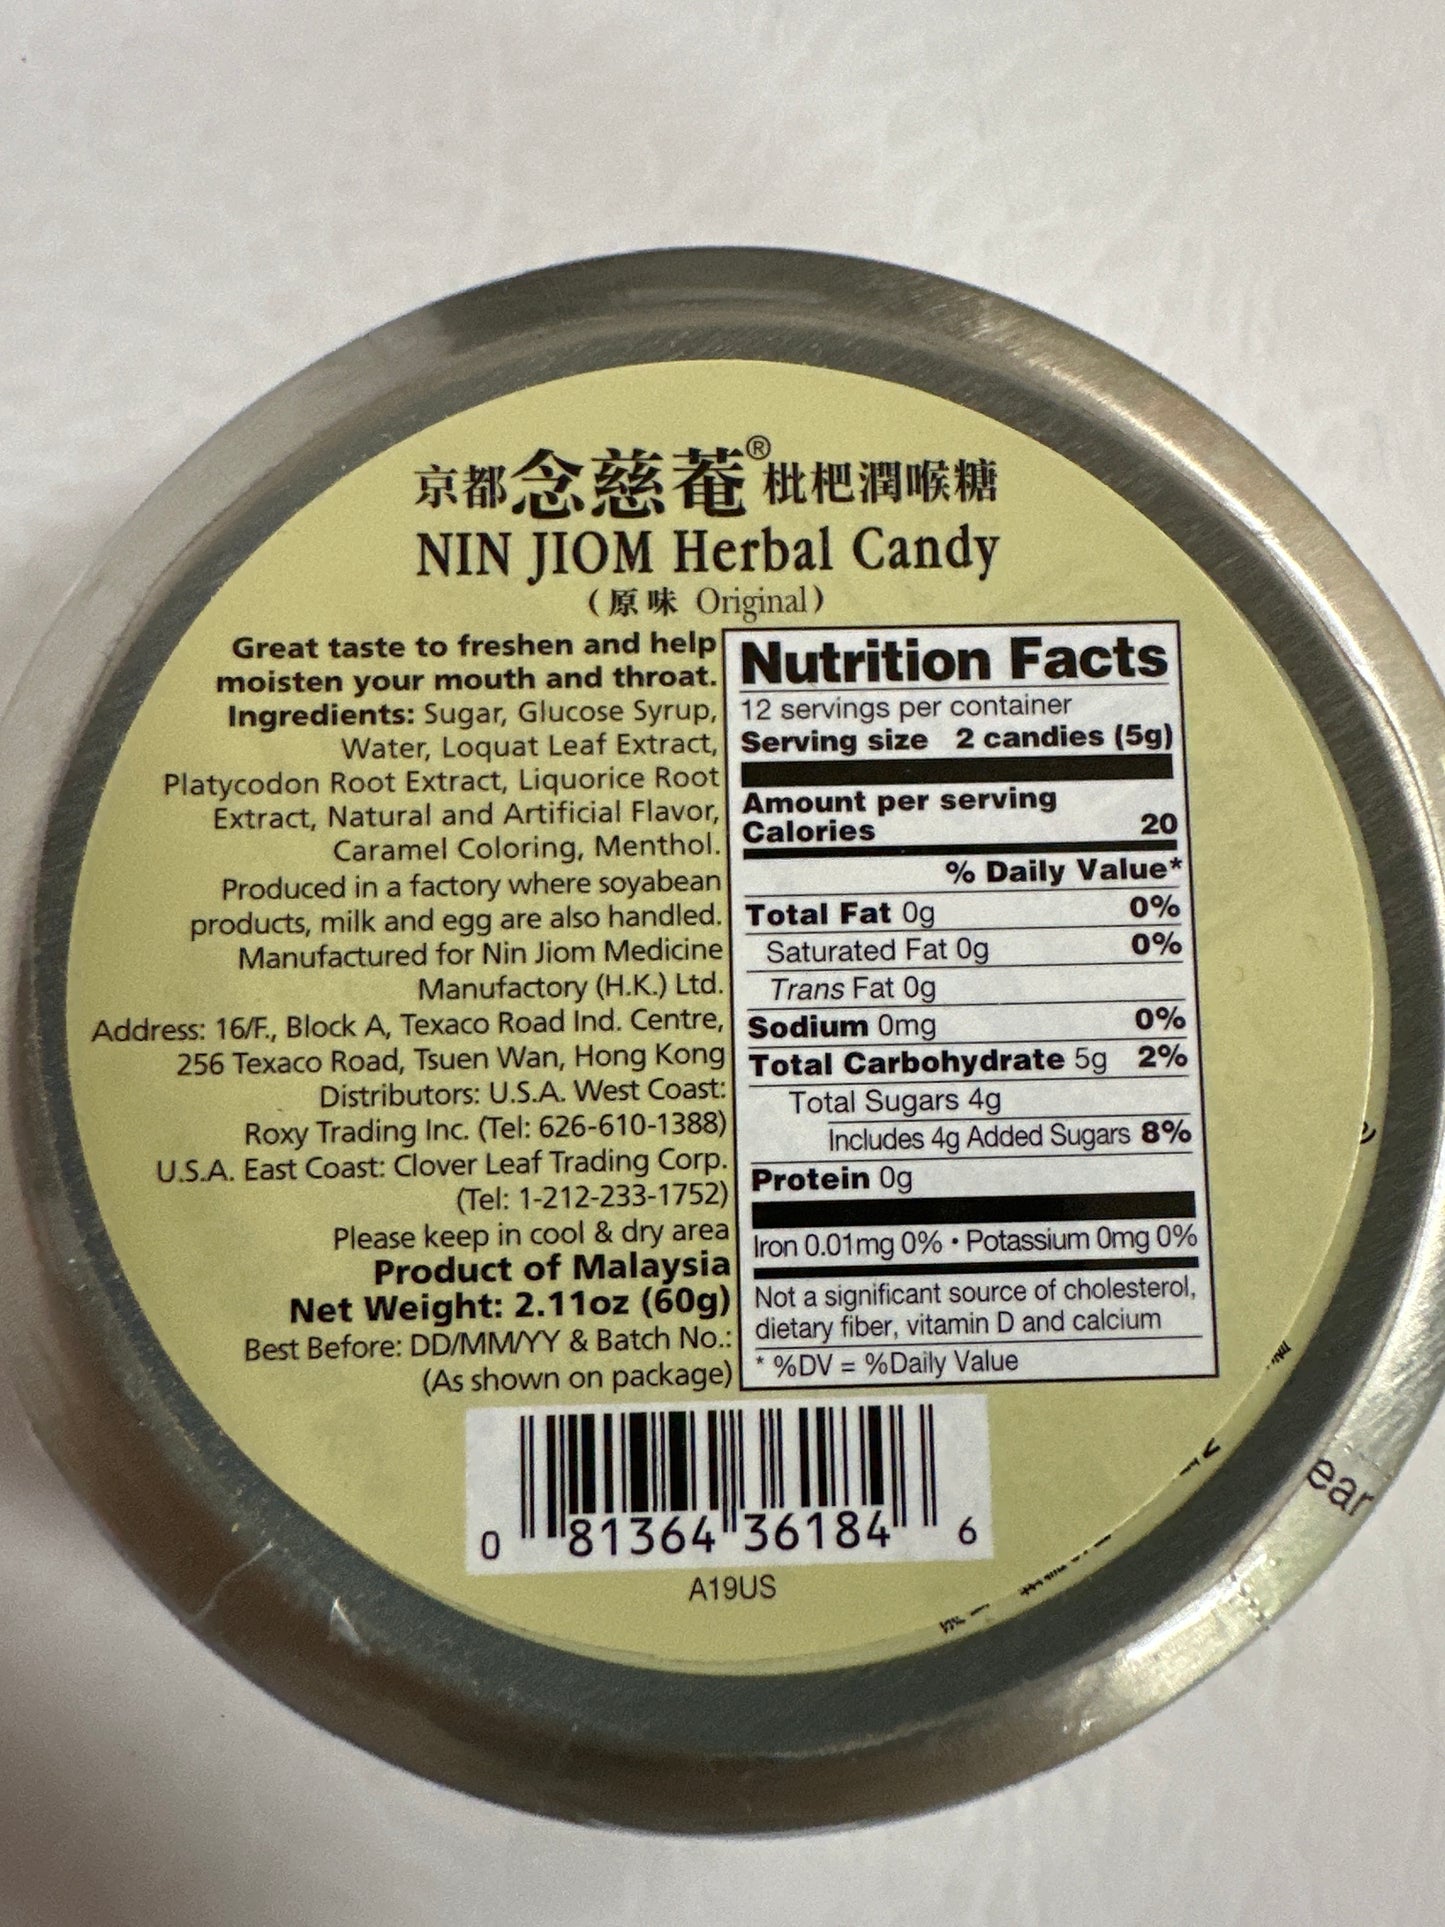 京都念慈菴®枇杷潤喉糖
NIN JIOM Herbal Candy
(原味 Original)
Great taste to freshen and help
moisten your mouth and throat.
Ingredients: Sugar, Glucose Syrup,
Water, Loquat Leaf Extract,
Platycodon Root Extract, Liquorice Root
Extract, Natural and Artificial Flavor,
Caramel Coloring, Menthol.
Produced in a factory where soyabean
products, milk and egg are also handled.
Manufactured for Nin Jiom Medicine
Manufactory (H.K.) Ltd.
Address: 16/F., Block A, Texaco Road Ind. Centre,
256 Texaco Road, Tsuen Wan, Hong Kong
Distributors: U.S.A. West Coast:
Roxy Trading Inc. (Tel: 626-610-1388)
U.S.A. East Coast: Clover Leaf Trading Corp.
(Tel: 1-212-233-1752)
Please keep in cool & dry area
Product of Malaysia
Net Weight: 2.11oz (60g)
Best Before: DD/MM/YY & Batch No.:
(As shown on package)
Nutrition Facts
12 servings per container
Serving size 2 candies (5g)
Amount per serving
Calories 20
% Daily Value*
Total Fat 0g 0%
Saturated Fat 0g 0%
Trans Fat 0g
Sodium 0mg 0%
Total Carbohydrate 5g 2%
Total Sugars 4g
Includes 4g Added Sugars 8%
Protein 0g
Iron 0.01mg 0% • Potassium 0mg 0%
Not a significant source of cholesterol,
dietary fiber, vitamin D and calcium
* %DV = %Daily Value
0 81364 36184 6
A19US
ear